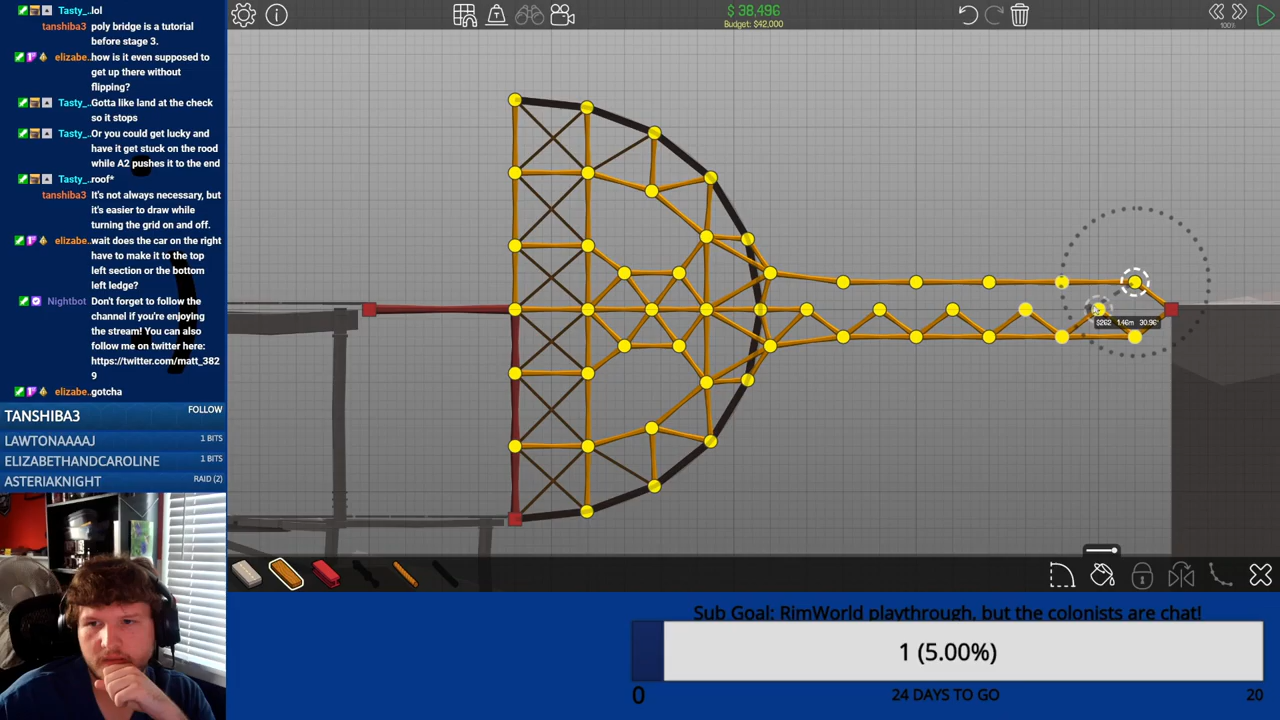 Tasty_..lol
tanshiba3 poly bridge is a tutorial
before stage 3.
elizabe..how is it even supposed to
get up there without
flipping?
Tasty_..Gotta like land at the check
so it stops
Tasty_..Or you could get lucky and
have it get stuck on the rood
while A2 pushes it to the end
Tasty_..roof*
tanshiba3 It's not always necessary, but
it's easier to draw while
turning the grid on and off.
elizabe..wait does the car on the right
have to make it to the top
left section or the bottom
left ledge?
Nightbot Don't forget to follow the
channel if you're enjoying
the stream! You can also
follow me on twitter here:
https://twitter.com/matt_382
9
elizabe..gotcha
TANSHIBA3 FOLLOW
LAWTONAAAAJ 1 BITS
ELIZABETHANDCAROLINE 1 BITS
ASTERIAKNIGHT RAID (2)
$ 38,496
Budget: $42,000
100%
$262 1.46m 30.96°
Sub Goal: RimWorld playthrough, but the colonists are chat!
1 (5.00%)
0 24 DAYS TO GO 20